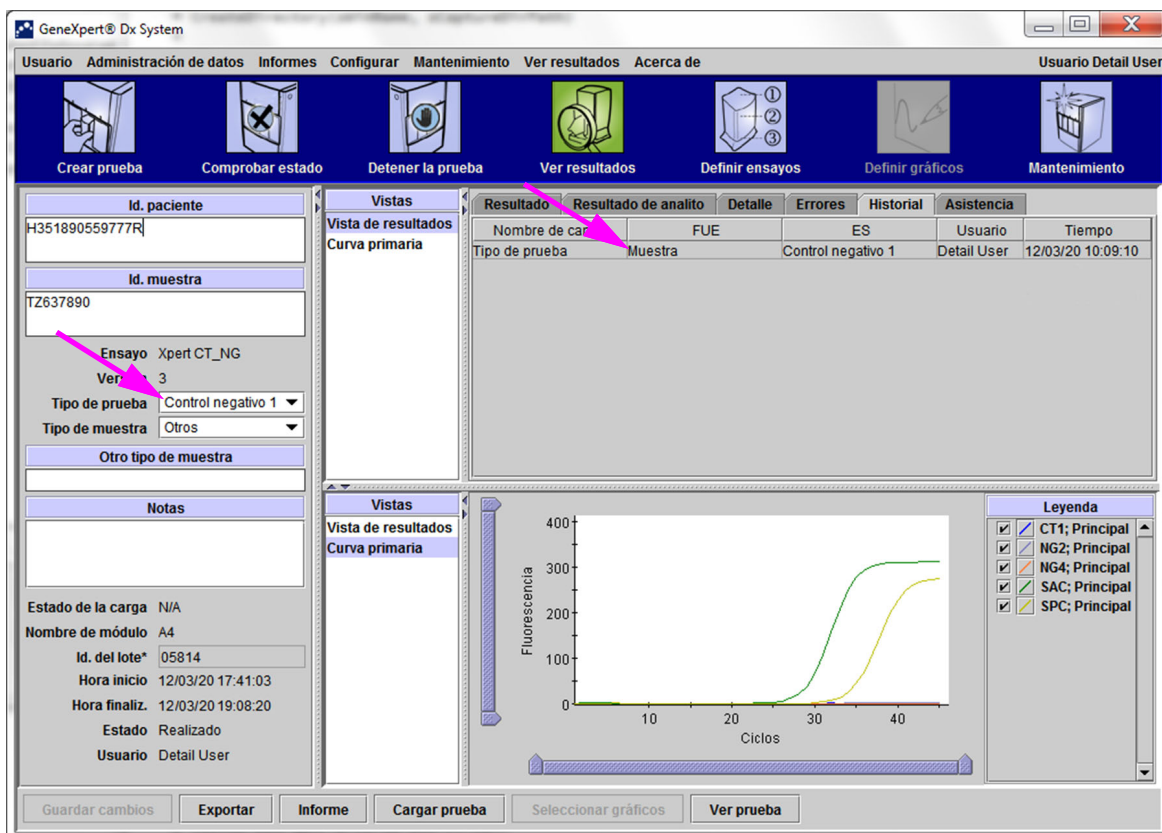 GeneXpert® Dx System
Usuario Administración de datos Informes Configurar Mantenimiento Ver resultados Acerca de Usuario Detail User
Crear prueba Comprobar estado Detener la prueba Ver resultados Definir ensayos Definir gráficos Mantenimiento
Id. paciente
H351890559777R
Id. muestra
TZ637890
Ensayo Xpert CT_NG
3
Tipo de prueba Control negativo 1
Tipo de muestra Otros
Otro tipo de muestra
Notas
Estado de la carga N/A
Nombre de módulo A4
Id. del lote* 05814
Hora inicio 12/03/20 17:41:03
Hora finaliz. 12/03/20 19:08:20
Estado Realizado
Usuario Detail User
Vistas
Vista de resultados
Curva primaria
Resultado Resultado de analito Detalle Errores Historial Asistencia
Nombre de FUE ES Usuario Tiempo
Tipo de prueba Muestra Control negativo 1 Detail User 12/03/20 10:09:10
Vistas
Vista de resultados
Curva primaria
Fluorescencia
400
300
200
100
0
10 20 30 40
Ciclos
Leyenda
CT1; Principal
NG2; Principal
NG4; Principal
SAC; Principal
SPC; Principal
Guardar cambios Exportar Informe Cargar prueba Seleccionar gráficos Ver prueba